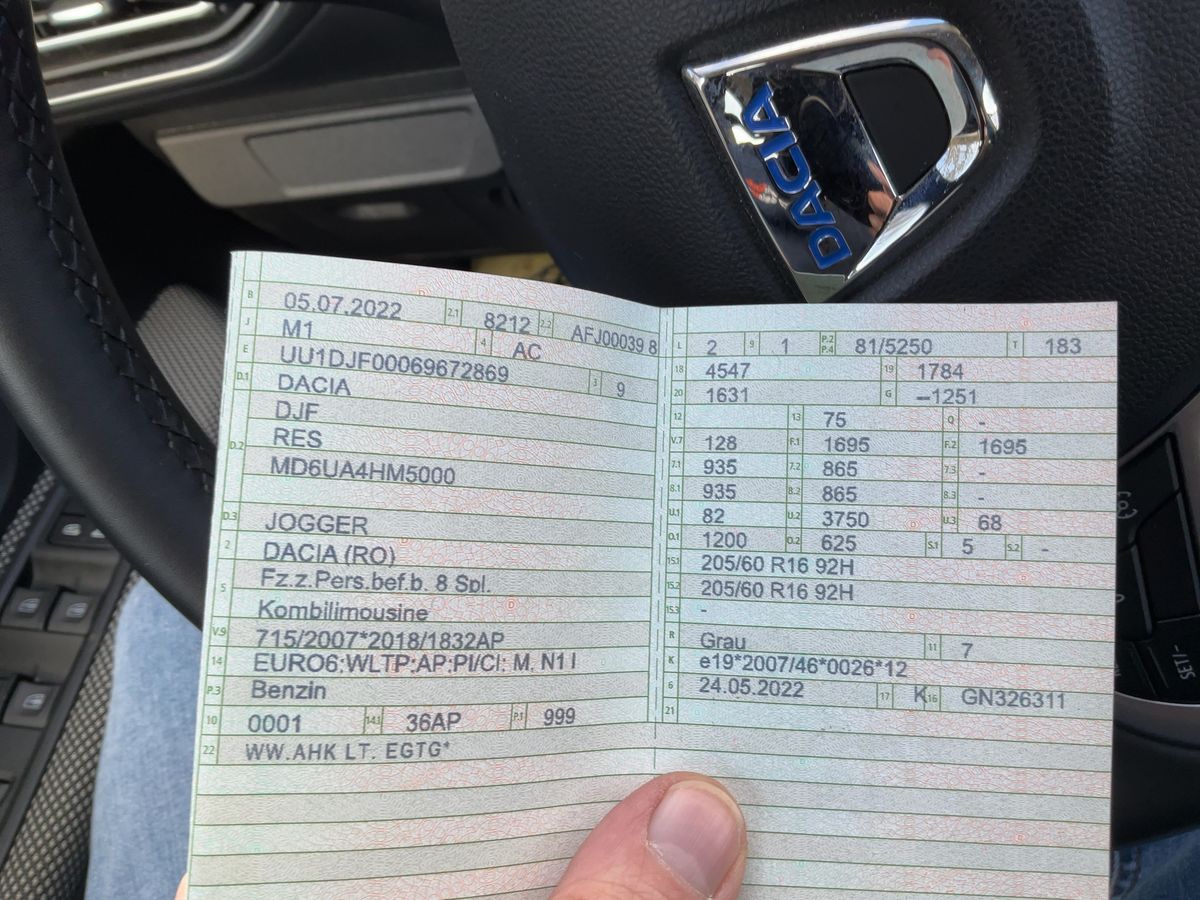 DACIA
B 05.07.2022 2.1 8212 2.2 AFJ00039 8
J M1 4 AC
E UU1DJF00069672869 3 9
D.1 DACIA
DJF
D.2 RES
MD6UA4HM5000
D.3 JOGGER
2 DACIA (RO)
5 Fz.z.Pers.bef.b. 8 Spl.
Kombilimousine
V.9 715/2007*2018/1832AP
14 EURO6;WLTP;AP;PI/CI; M, N1 I
P.3 Benzin
10 0001 14.1 36AP P.1 999
22 WW.AHK LT. EGTG*
L 2 9 1 P.2 P.4 81/5250 T 183
18 4547 19 1784
20 1631 G —1251
12 13 75 Q -
V.7 128 F.1 1695 F.2 1695
7.1 935 7.2 865 7.3 -
8.1 935 8.2 865 8.3 -
U.1 82 U.2 3750 U.3 68
O.1 1200 O.2 625 S.1 5 S.2 -
15.1 205/60 R16 92H
15.2 205/60 R16 92H
15.3 -
R Grau 11 7
K e19*2007/46*0026*12
6 24.05.2022 17 K 16 GN326311
21
SET/-